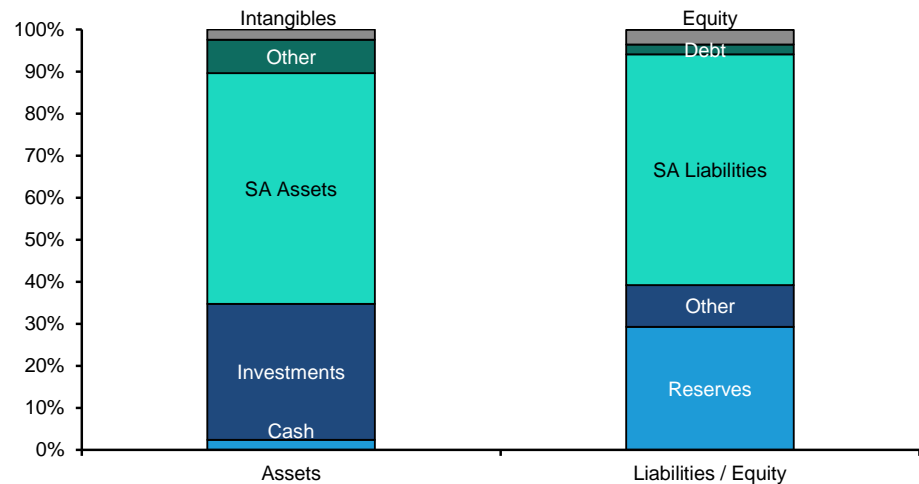 Intangibles
Equity
100%
90%
80%
70%
60%
50%
40%
30%
20%
10%
0%
Other
SA Assets
Investments
Cash
Debt
SA Liabilities
Other
Reserves
Assets
Liabilities / Equity